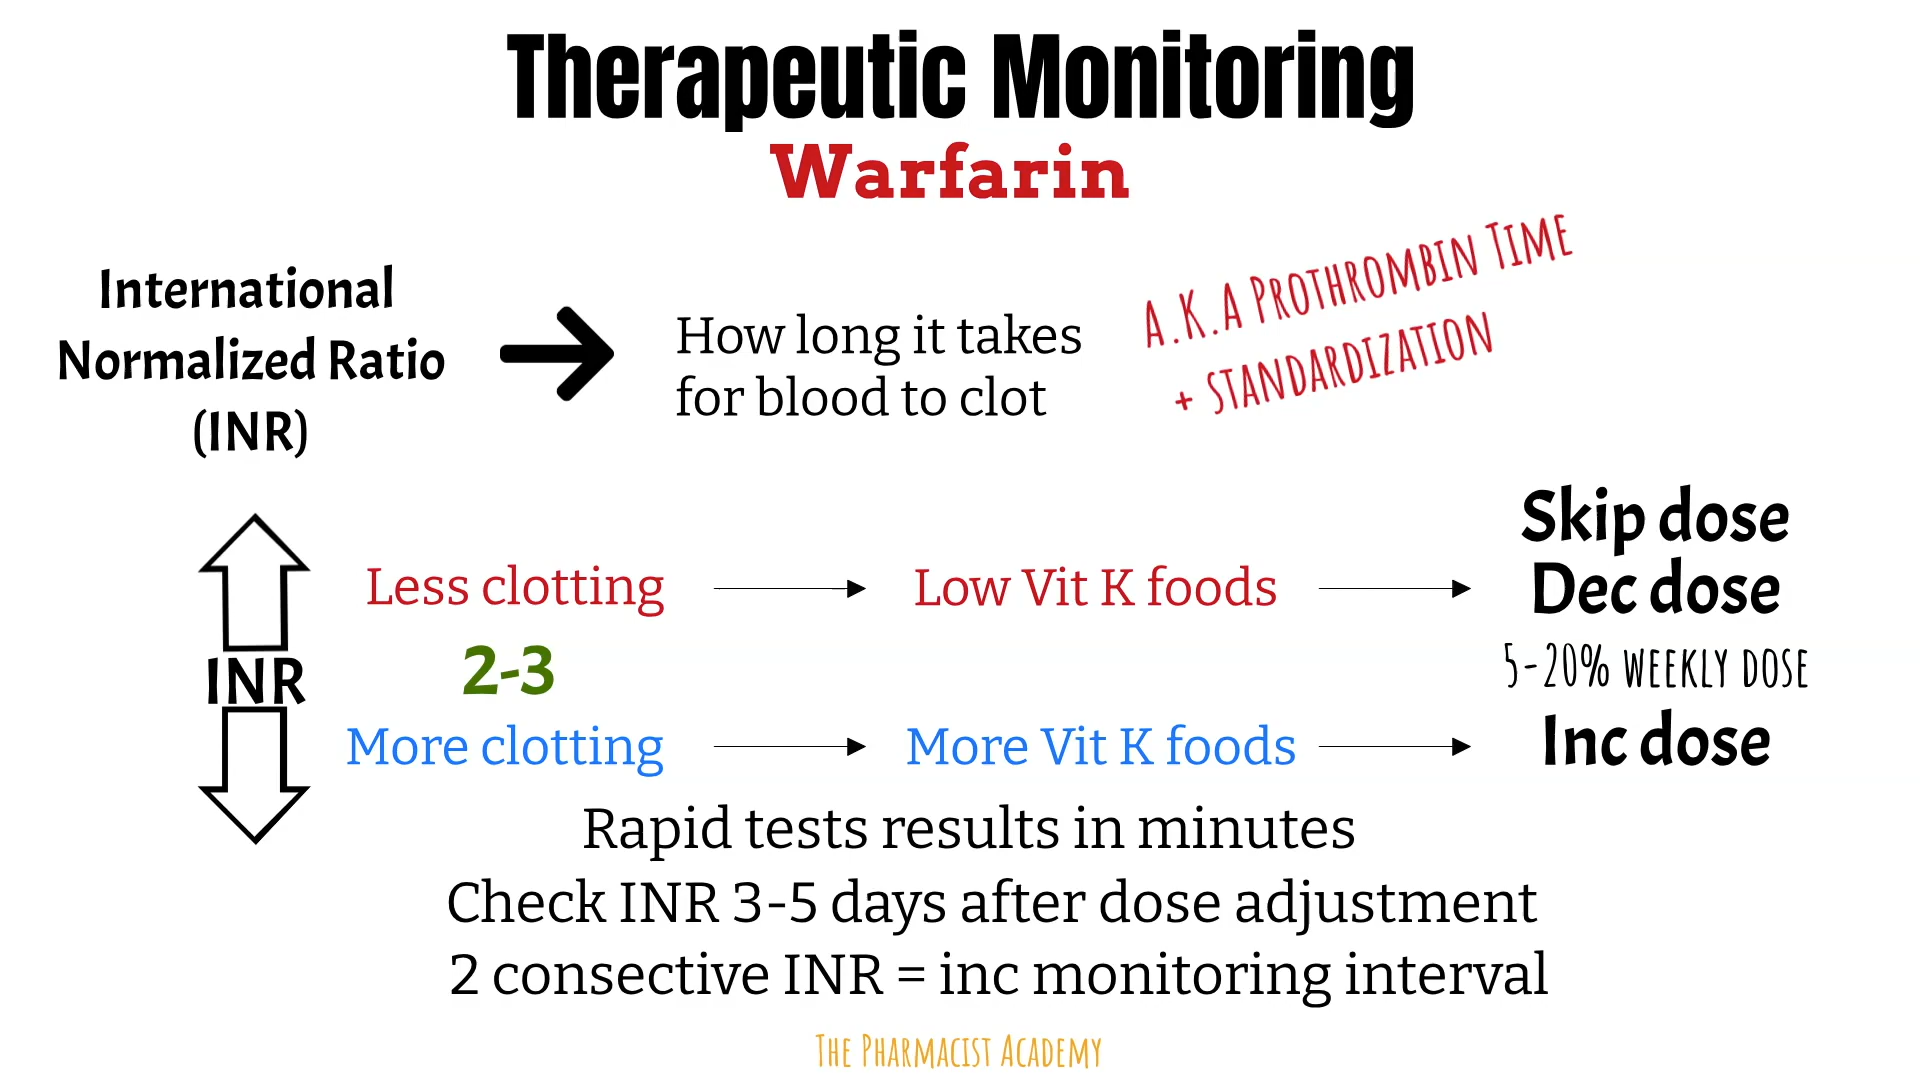 Therapeutic Monitoring
Warfarin
International
Normalized Ratio
(INR)
How long it takes
for blood to clot
A.K.A Prothrombin Time
+ standardization
INR
Less clotting
Low Vit K foods
Skip dose
Dec dose
2-3
5-20% weekly dose
More clotting
More Vit K foods
Inc dose
Rapid tests results in minutes
Check INR 3-5 days after dose adjustment
2 consective INR = inc monitoring interval
The Pharmacist Academy